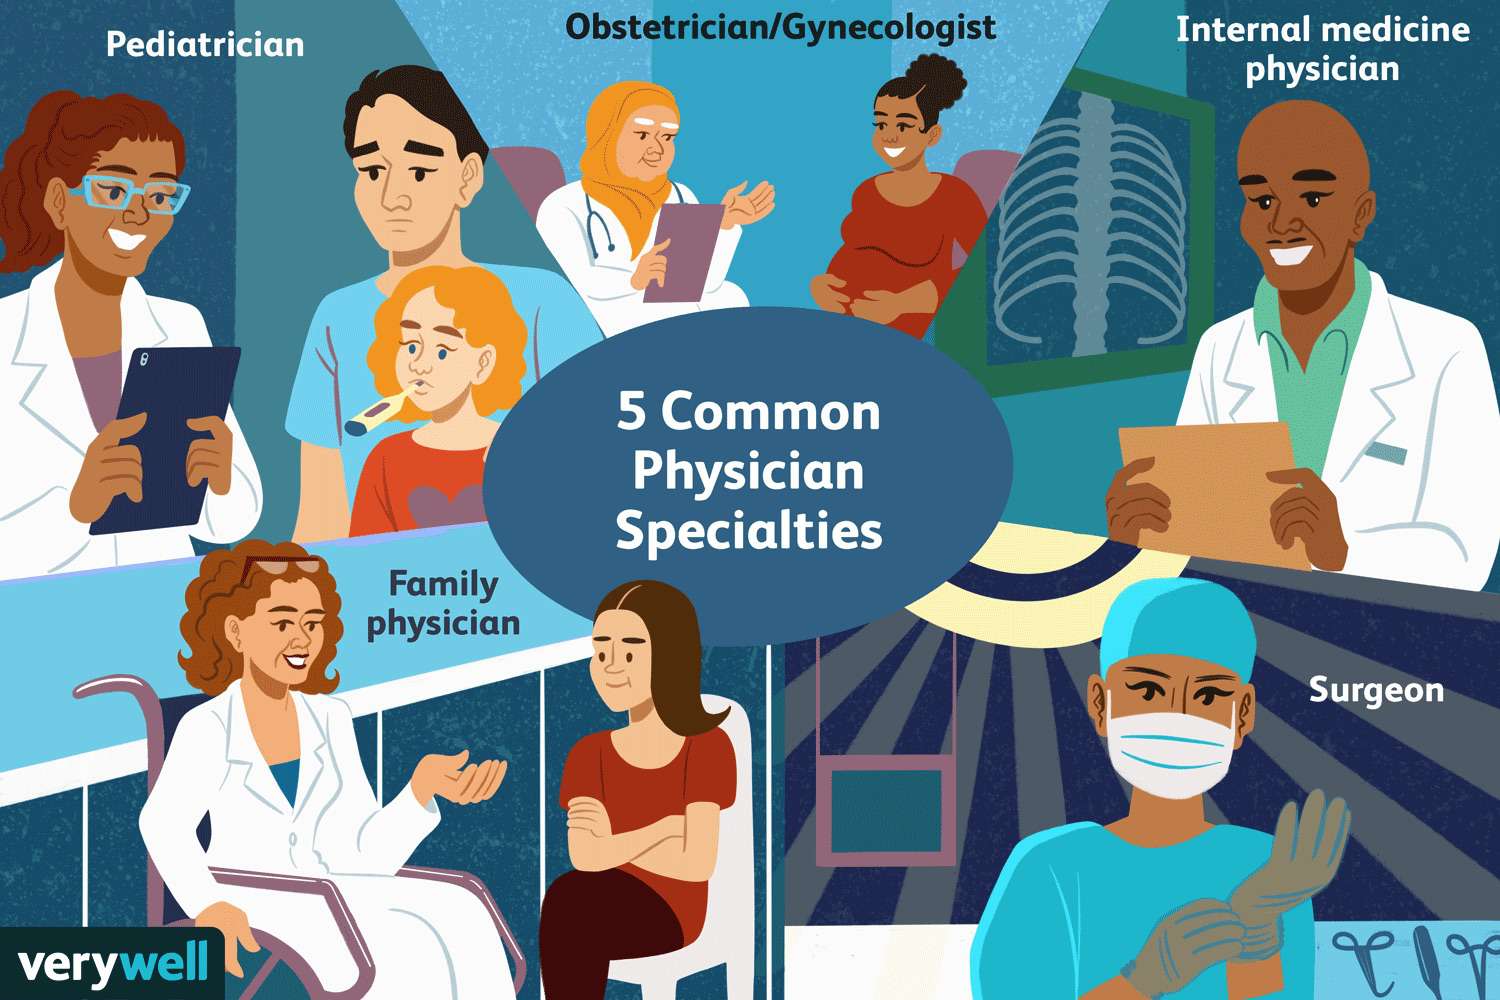 Pediatrician
Obstetrician/Gynecologist
Internal medicine
physician
5 Common
Physician
Specialties
Family
physician
Surgeon
verywell